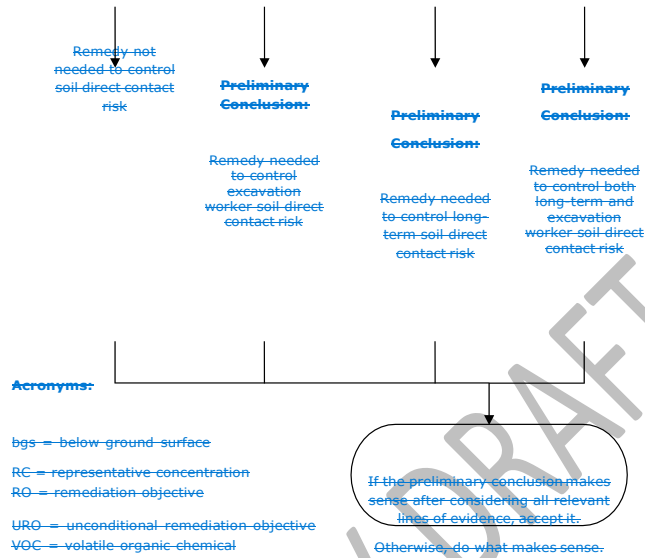 Remedy not
needed to control
soil direct contact
risk
Preliminary
Conclusion:
Remedy needed
to control
excavation
worker soil direct
contact risk
Preliminary
Conclusion:
Remedy needed
to control long-
term soil direct
contact risk
Preliminary
Conclusion:
Remedy needed
to control both
long-term and
excavation
worker soil direct
contact risk
Acronyms:
bgs = below ground surface
RC = representative concentration
RO = remediation objective
URO = unconditional remediation objective
VOC = volatile organic chemical
If the preliminary conclusion makes
sense after considering all relevant
lines of evidence, accept it.
Otherwise, do what makes sense.
DRAFT